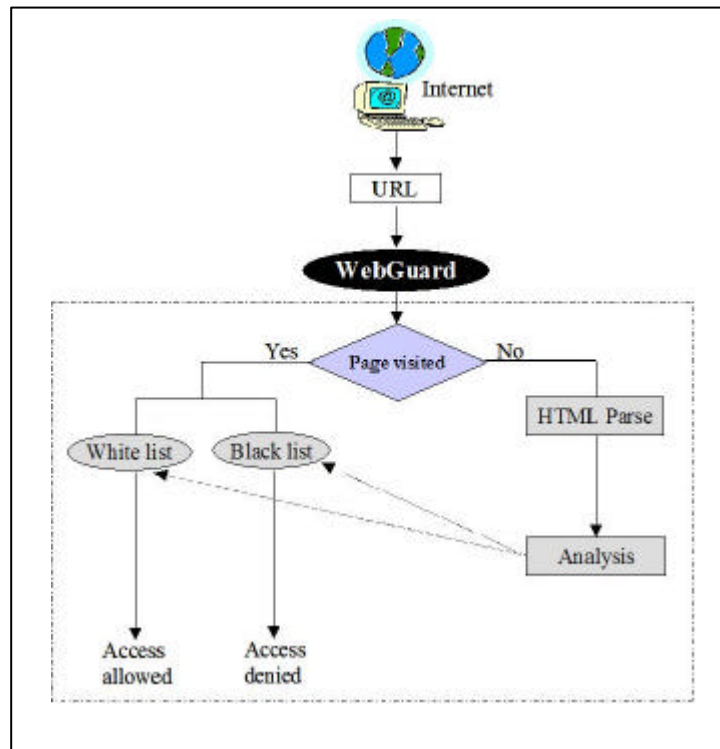 @
Internet
URL
WebGuard
Yes
Page visited
No
HTML Parse
White list
Black list
Analysis
Access
allowed
Access
denied